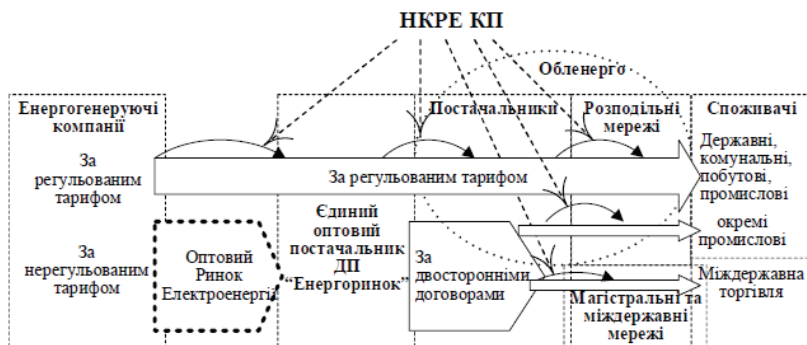 НКРЕ КП
Обленерго
Енергогенеруючі
компанії
Постачальники
Розподільні
мережі
Споживачі
За
регульованим
тарифом
За регульованим тарифом
Державні,
комунальні,
побутові,
промислові
Єдиний
оптовий
постачальник
ДП
“Енергоринок”
окремі
промислові
За
нерегульованим
тарифом
Оптовий
Ринок
Електроенергії
За
двосторонніми
договорами
Магістральні та
міждержавні
мережі
Міждержавна
торгівля